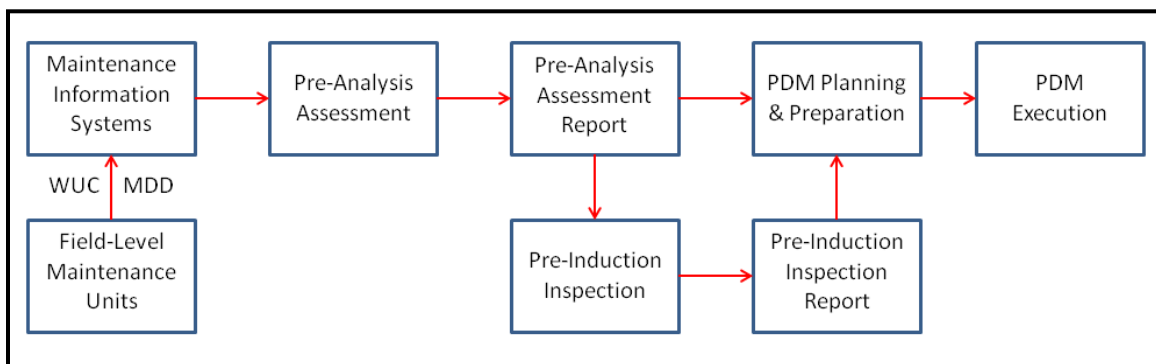 Maintenance
Information
Systems
Pre-Analysis
Assessment
Pre-Analysis
Assessment
Report
PDM Planning
& Preparation
PDM
Execution
WUC MDD
Field-Level
Maintenance
Units
Pre-Induction
Inspection
Pre-Induction
Inspection
Report